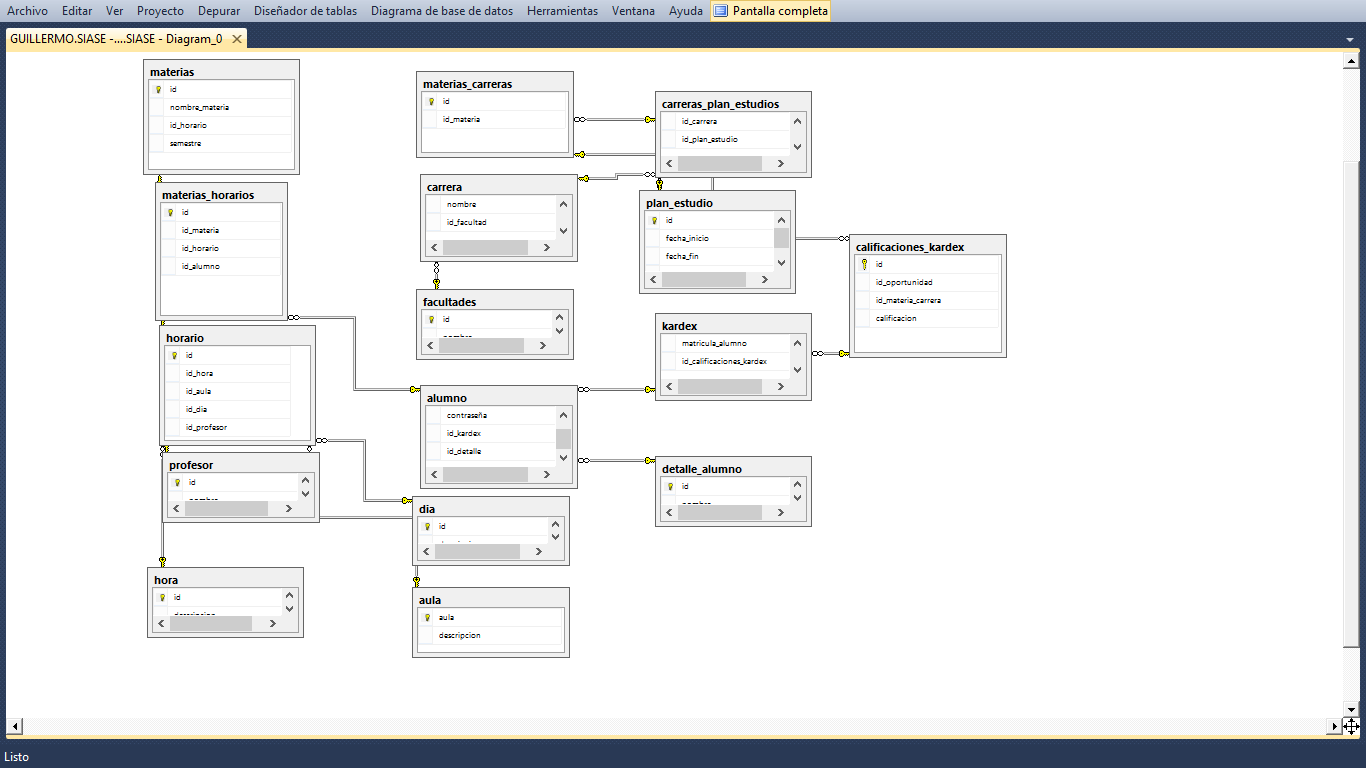 Archivo Editar Ver Proyecto Depurar Diseñador de tablas Diagrama de base de datos Herramientas Ventana Ayuda Pantalla completa
GUILLERMO.SIASE -....SIASE - Diagram_0
materias
id
nombre_materia
id_horario
semestre
materias_horarios
id
id_materia
id_horario
id_alumno
horario
id
id_hora
id_aula
id_dia
id_profesor
profesor
id
hora
id
materias_carreras
id
id_materia
carrera
nombre
id_facultad
facultades
id
alumno
contraseña
id_kardex
id_detalle
dia
id
aula
aula
descripcion
carreras_plan_estudios
id_carrera
id_plan_estudio
plan_estudio
id
fecha_inicio
fecha_fin
kardex
matricula_alumno
id_calificaciones_kardex
detalle_alumno
id
calificaciones_kardex
id
id_oportunidad
id_materia_carrera
calificacion
Listo